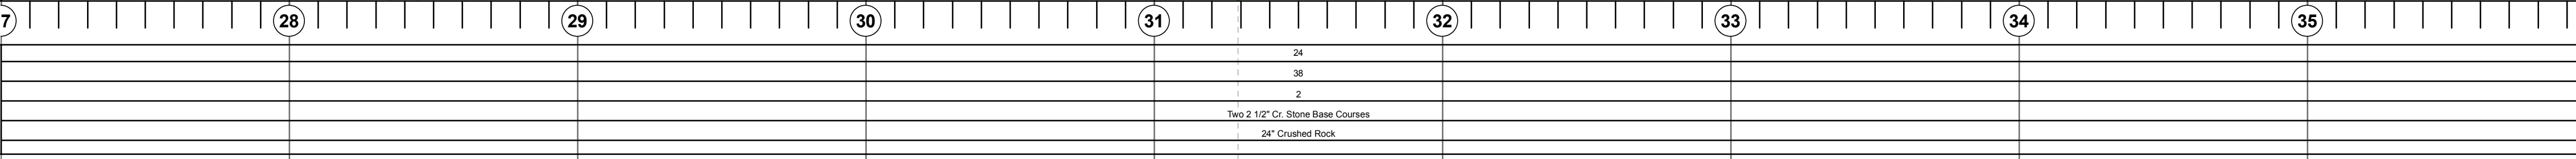 7 28 29 30 31 32 33 34 35
24
38
2
Two 2 1/2" Cr. Stone Base Courses
24" Crushed Rock